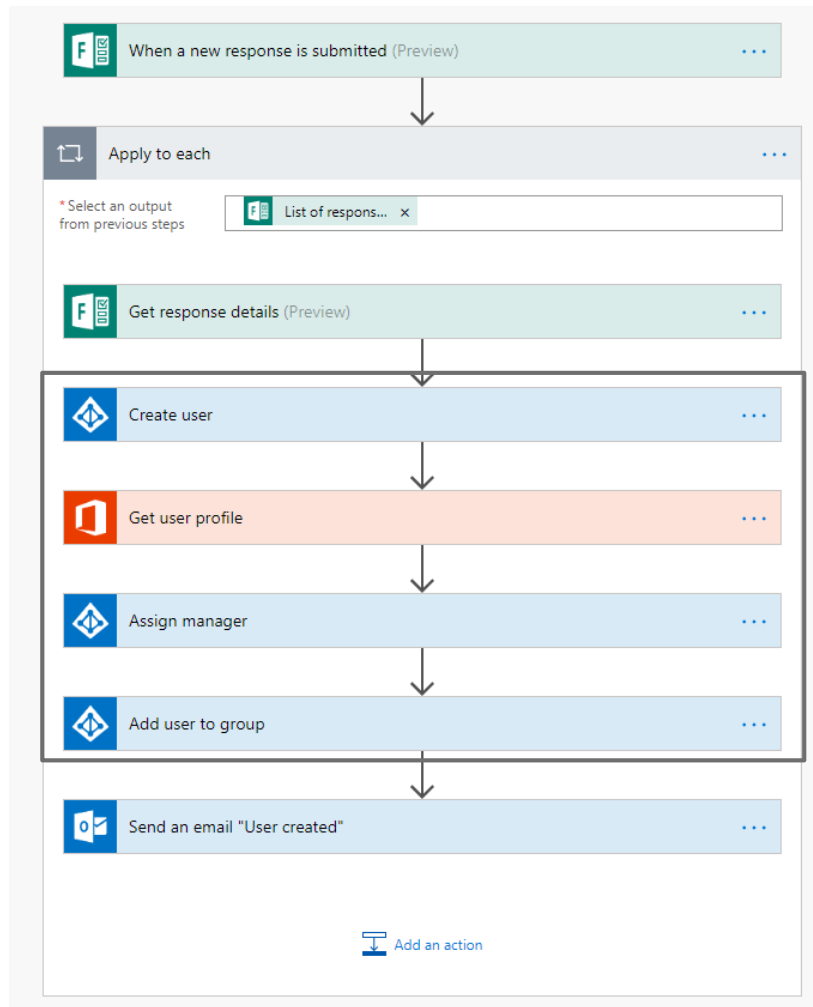 When a new response is submitted (Preview)
Apply to each
* Select an output
from previous steps
List of respons... ×
Get response details (Preview)
Create user
Get user profile
Assign manager
Add user to group
Send an email "User created"
Add an action